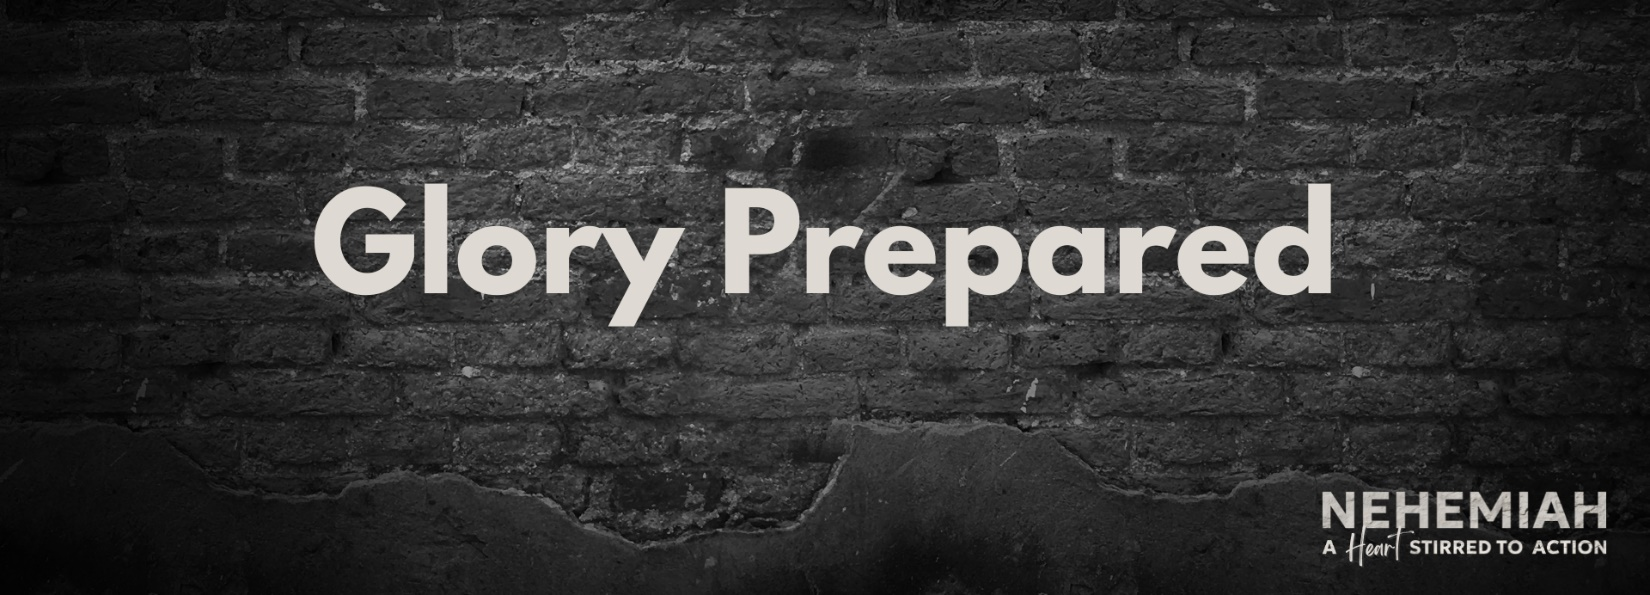 Glory Prepared
NEHEMIAH
A Heart STIRRED TO ACTION